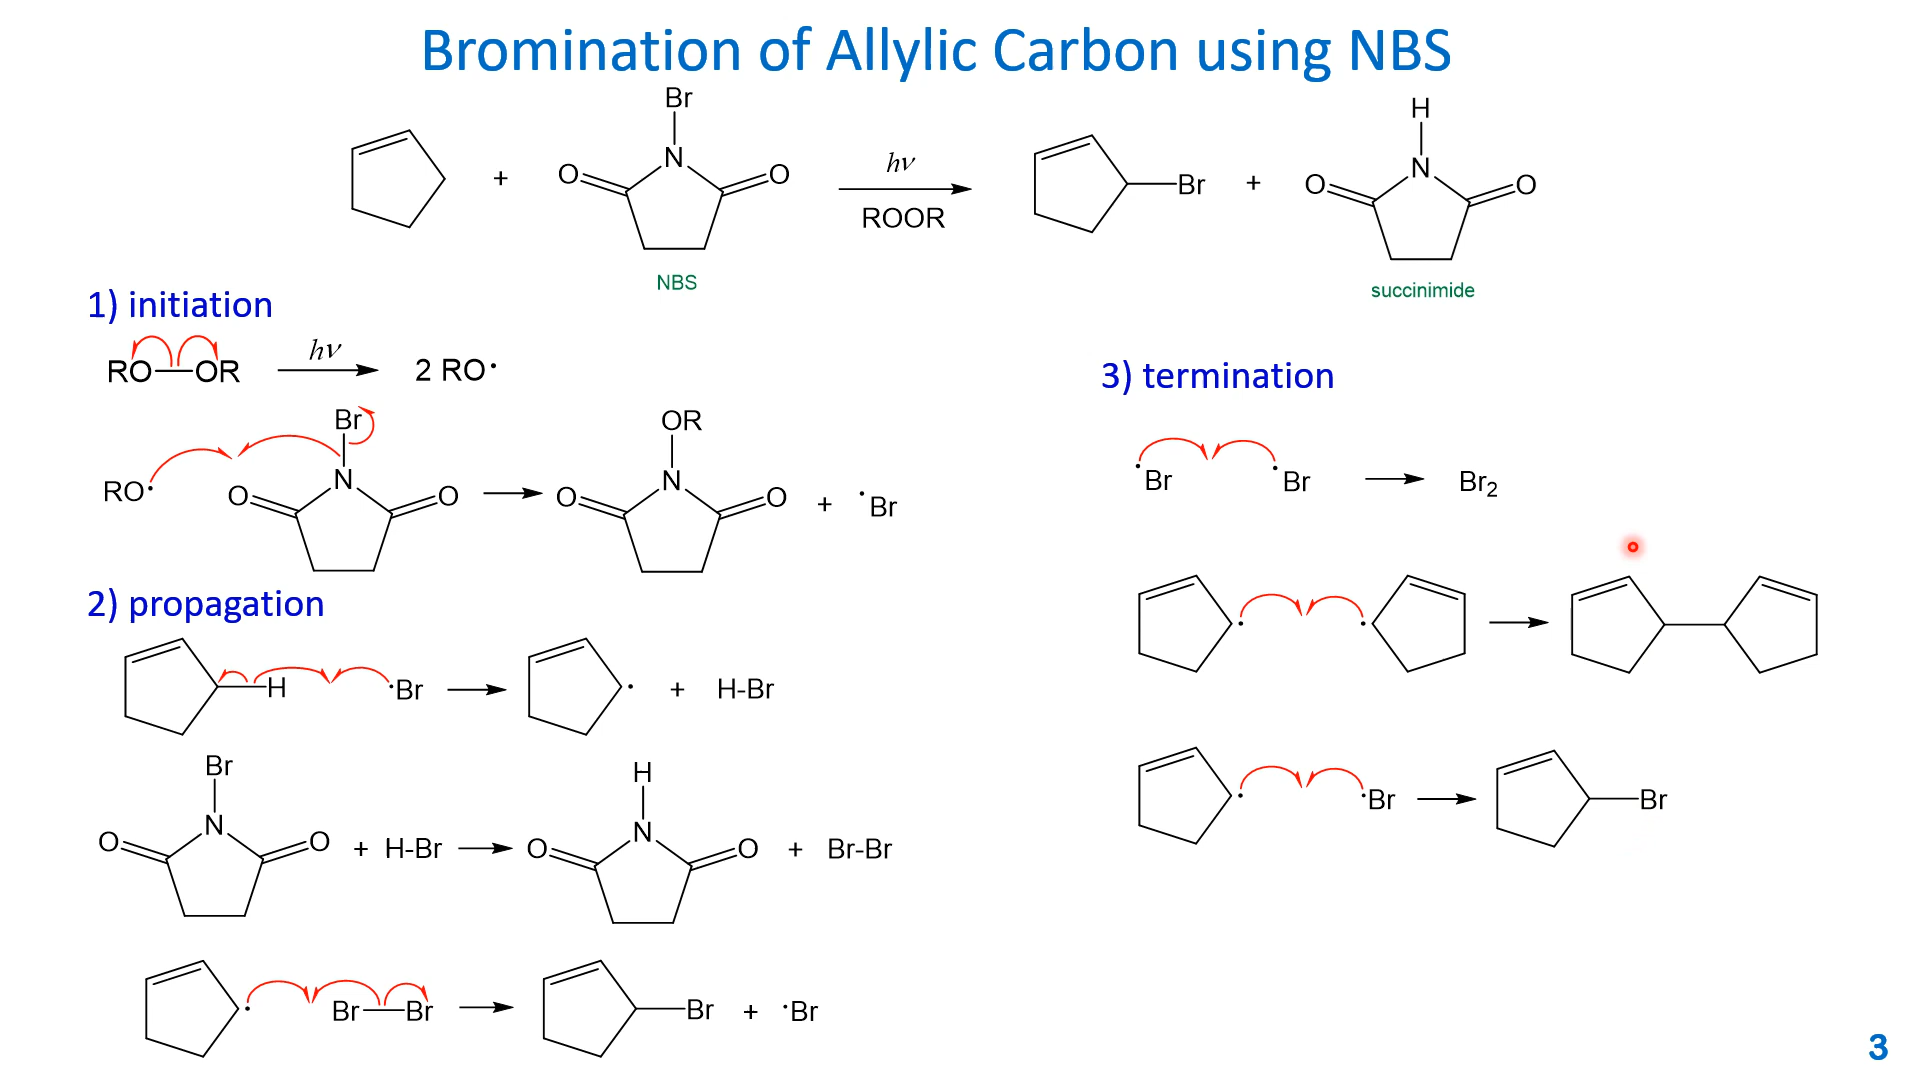 Bromination of Allylic Carbon using NBS
Br
N
O
O
+
NBS
hν
ROOR
Br
+
H
N
O
O
succinimide
1) initiation
RO—OR
hν
2 RO·
RO·
Br
N
O
O
OR
N
O
O
+ ·Br
2) propagation
H
·Br
· + H-Br
Br
N
O
O
+ H-Br
H
N
O
O
+ Br-Br
· Br—Br
Br + ·Br
3) termination
·Br ·Br Br2
· ·
· ·Br Br
3